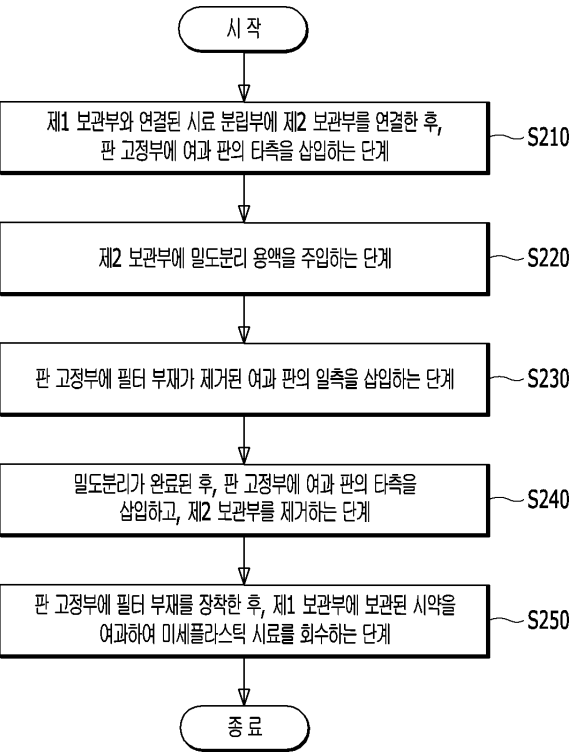 시 작
제1 보관부와 연결된 시료 분립부에 제2 보관부를 연결한 후,
판 고정부에 여과 판의 타측을 삽입하는 단계
S210
제2 보관부에 밀도분리 용액을 주입하는 단계
S220
판 고정부에 필터 부재가 제거된 여과 판의 일측을 삽입하는 단계
S230
밀도분리가 완료된 후, 판 고정부에 여과 판의 타측을
삽입하고, 제2 보관부를 제거하는 단계
S240
판 고정부에 필터 부재를 장착한 후, 제1 보관부에 보관된 시약을
여과하여 미세플라스틱 시료를 회수하는 단계
S250
종 료